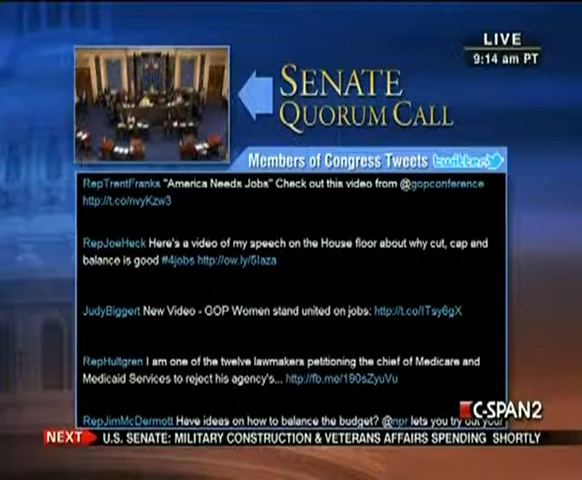 LIVE
9:14 am PT
SENATE
QUORUM CALL
Members of Congress Tweets twitter
RepTrentFranks "America Needs Jobs" Check out this video from @gopconference
http://t.co/nvyKzw3
RepJoeHeck Here's a video of my speech on the House floor about why cut, cap and
balance is good #4jobs http://ow.ly/5Iaza
JudyBiggert New Video - GOP Women stand united on jobs: http://t.co/ITsy6gX
RepHultgren I am one of the twelve lawmakers petitioning the chief of Medicare and
Medicaid Services to reject his agency's... http://fb.me/190sZyuVu
RepJimMcDermott Have ideas on how to balance the budget? @npr lets you try out your
C-SPAN2
NEXT U.S. SENATE: MILITARY CONSTRUCTION & VETERANS AFFAIRS SPENDING SHORTLY